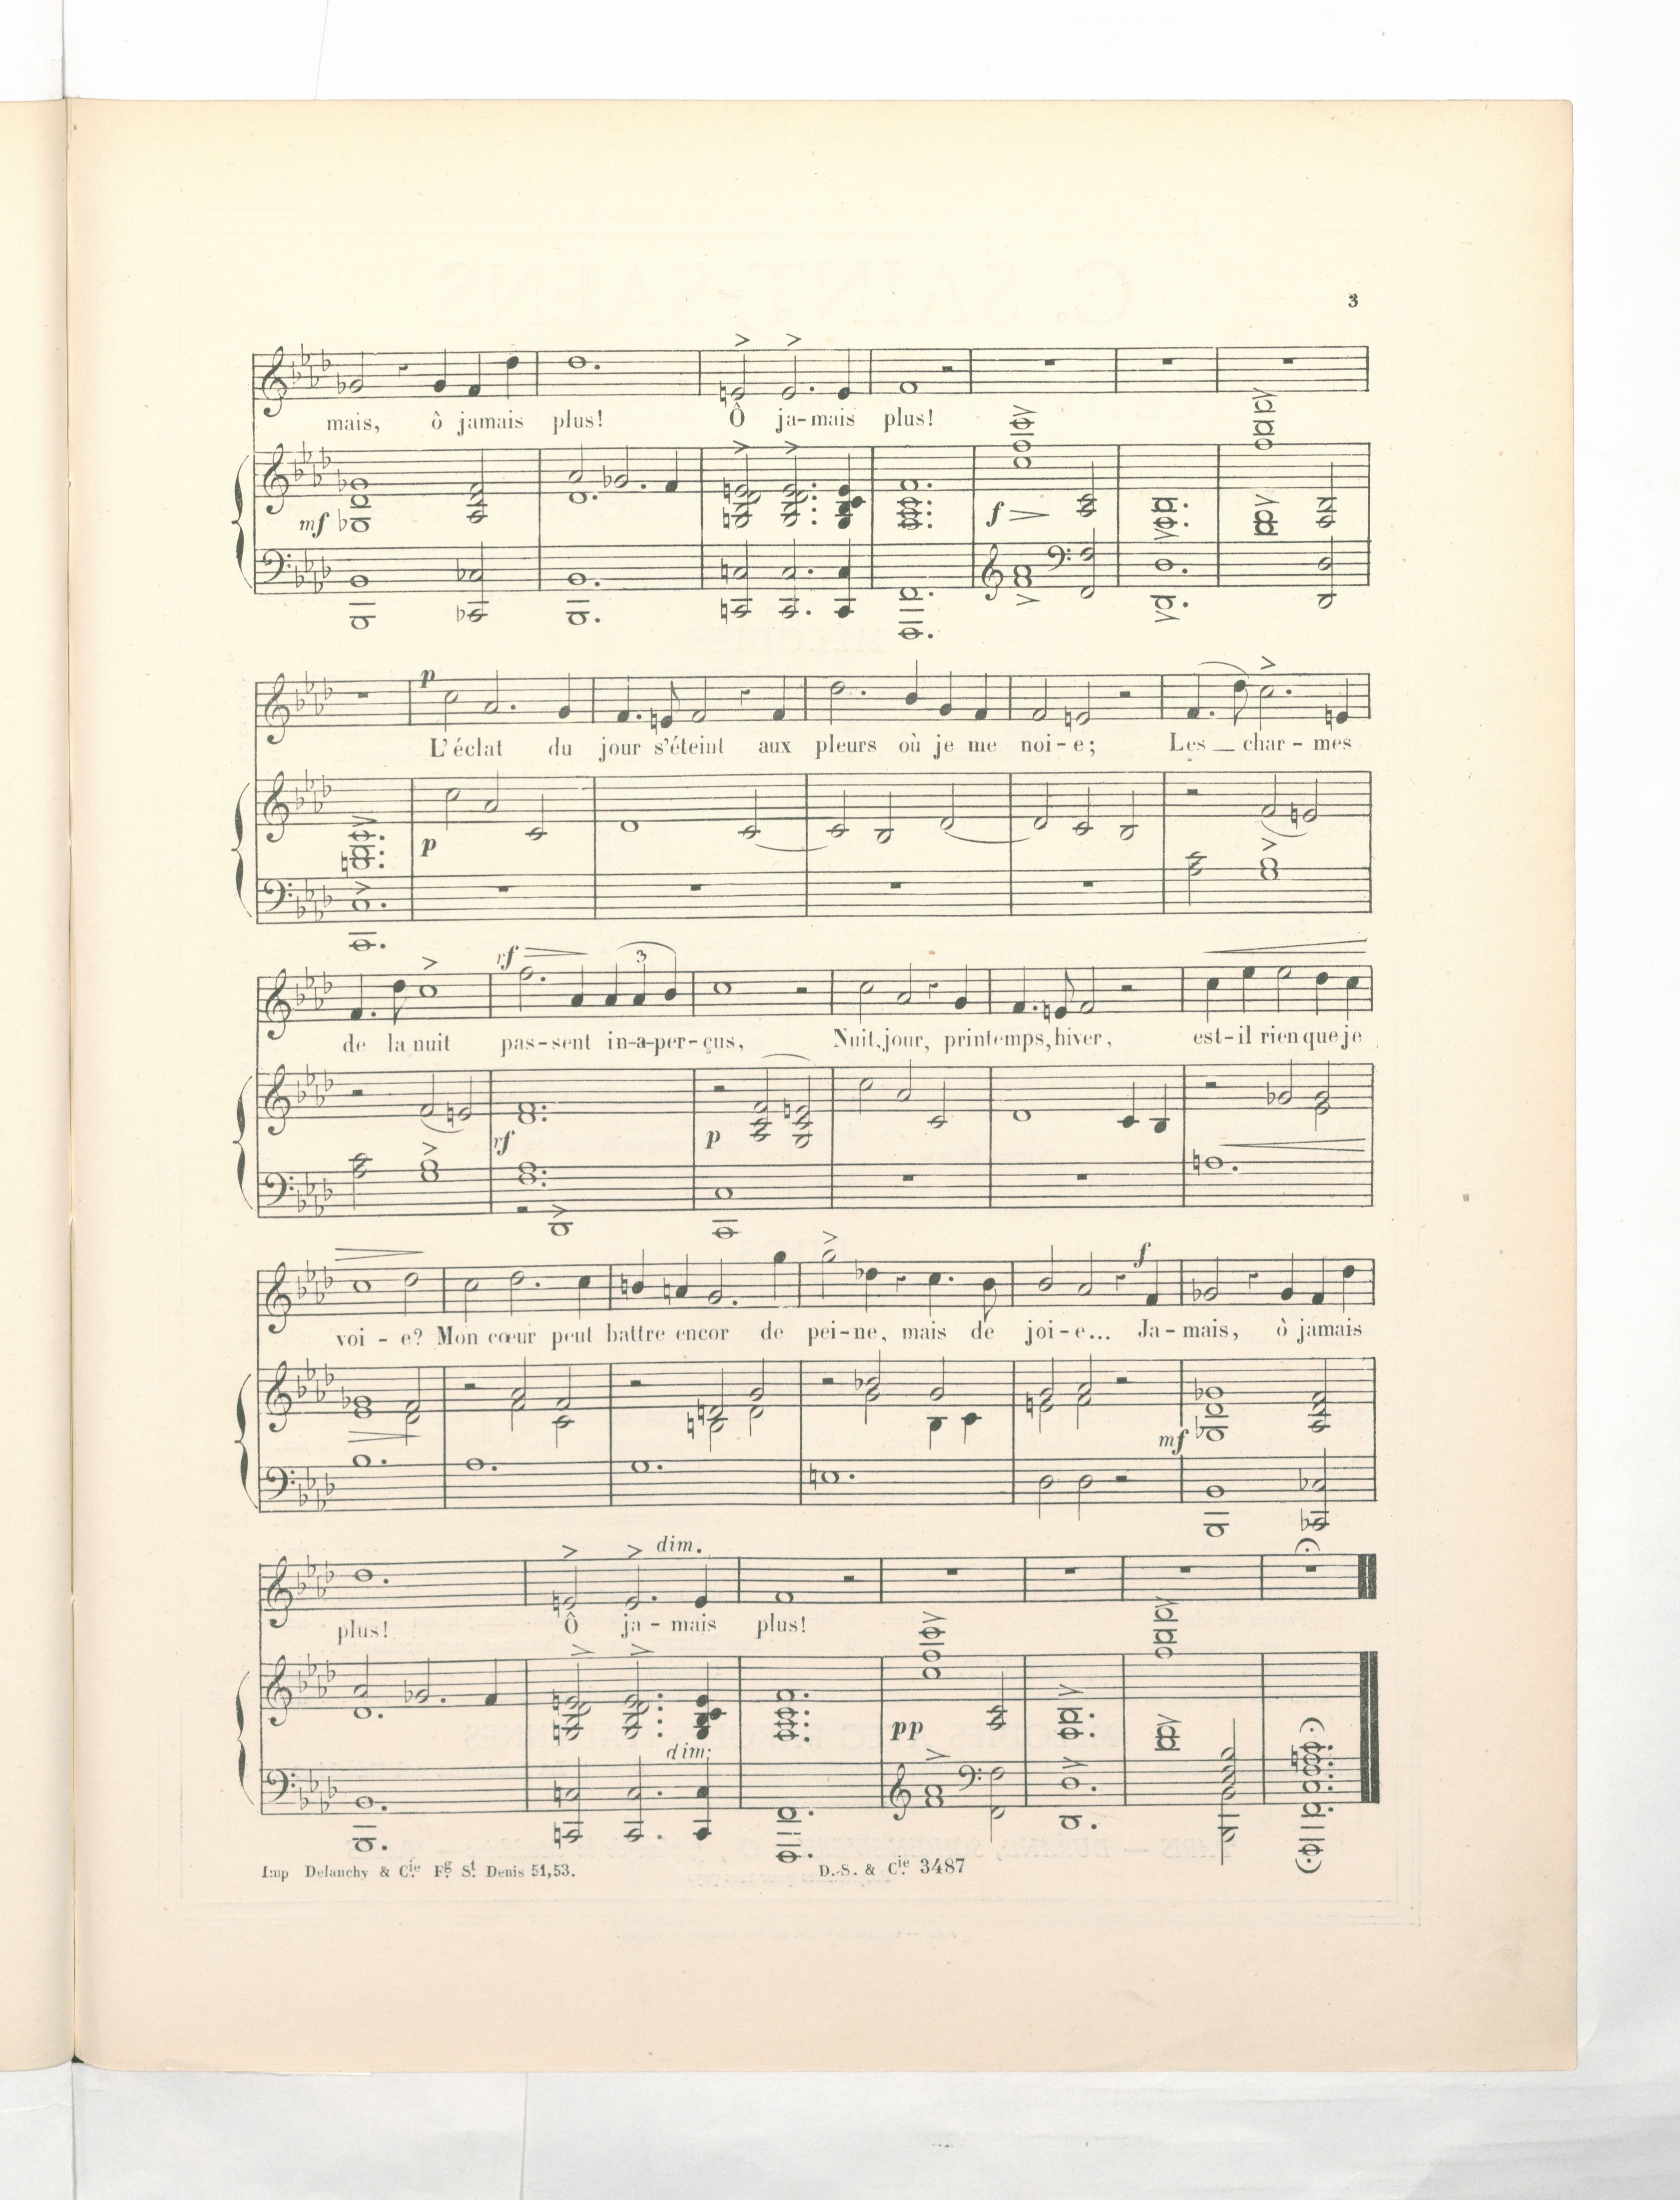 3
mais, ô jamais plus! Ô ja-mais plus!
mf
f
p
L'éclat du jour s'éteint aux pleurs où je me noi-e; Les char-mes
p
rf
3
de la nuit pas-sent in-a-per-çus, Nuit, jour, printemps, hiver, est-il rien que je
rf p
f
voi-e? Mon cœur peut battre encor de pei-ne, mais de joi-e... Ja-mais, ô jamais
mf
dim.
plus! Ô ja-mais plus!
pp
dim:
Imp Delanchy & Cie Fg St Denis 51,53.
D.S. & Cie 3487